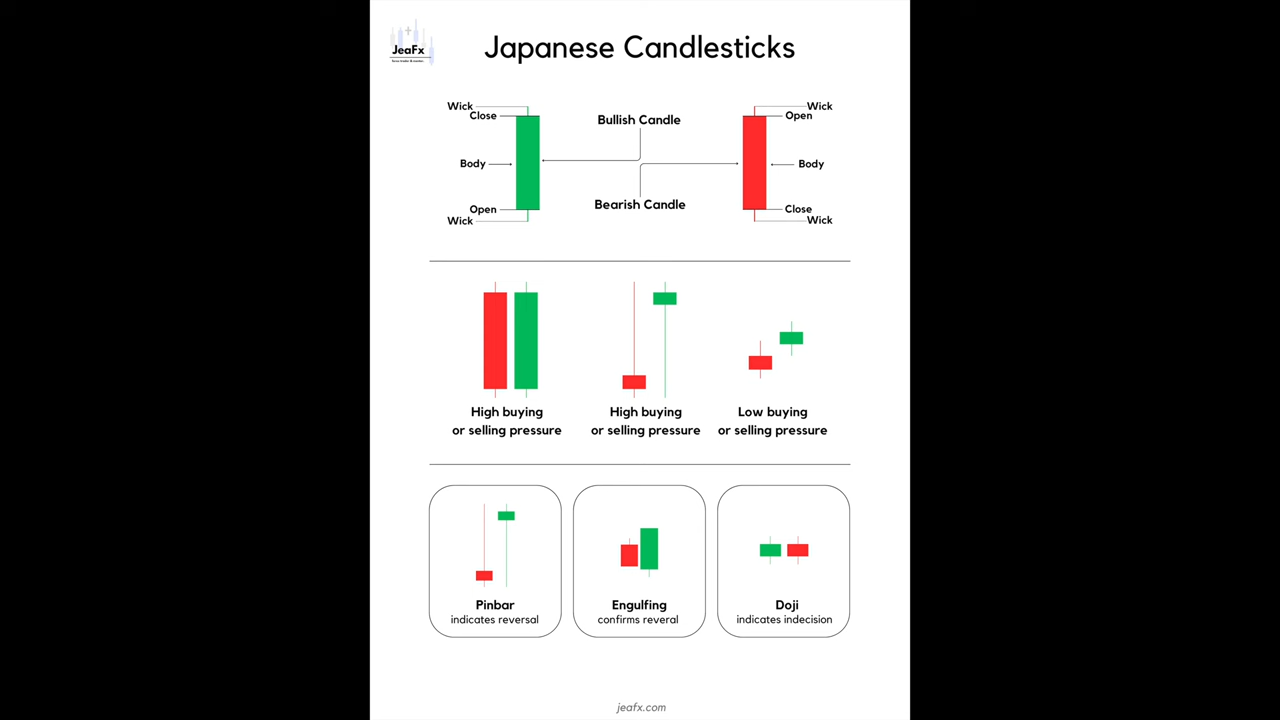 JeaFx
Japanese Candlesticks
Wick
Close
Body
Open
Wick
Bullish Candle
Bearish Candle
Wick
Open
Body
Close
Wick
High buying
or selling pressure
High buying
or selling pressure
Low buying
or selling pressure
Pinbar
indicates reversal
Engulfing
confirms reveral
Doji
indicates indecision
jeafx.com